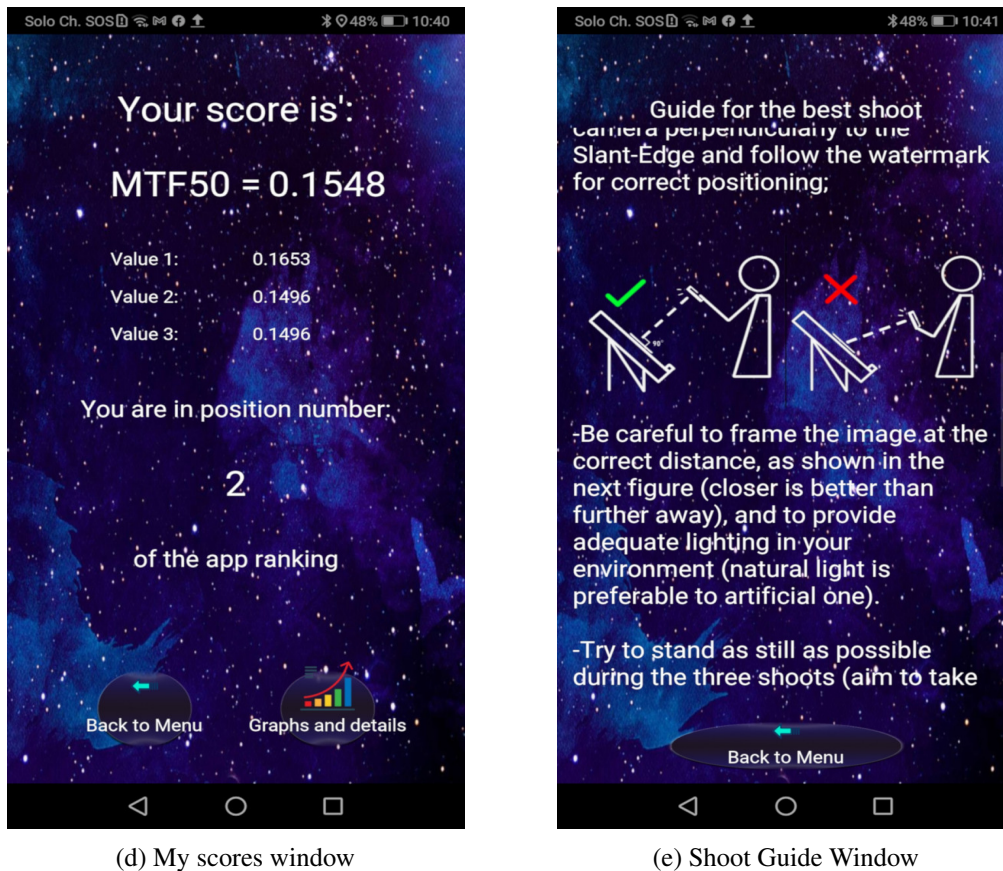 Solo Ch. SOS 48% 10:40
Your score is':
MTF50 = 0.1548
Value 1: 0.1653
Value 2: 0.1496
Value 3: 0.1496
You are in position number:
2
of the app ranking
Back to Menu Graphs and details
(d) My scores window
Solo Ch. SOS 48% 10:41
Guide for the best shoot
camera perpendicularly to the
Slant-Edge and follow the watermark
for correct positioning;
90°
-Be careful to frame the image at the
correct distance, as shown in the
next figure (closer is better than
further away), and to provide
adequate lighting in your
environment (natural light is
preferable to artificial one).
-Try to stand as still as possible
during the three shoots (aim to take
Back to Menu
(e) Shoot Guide Window